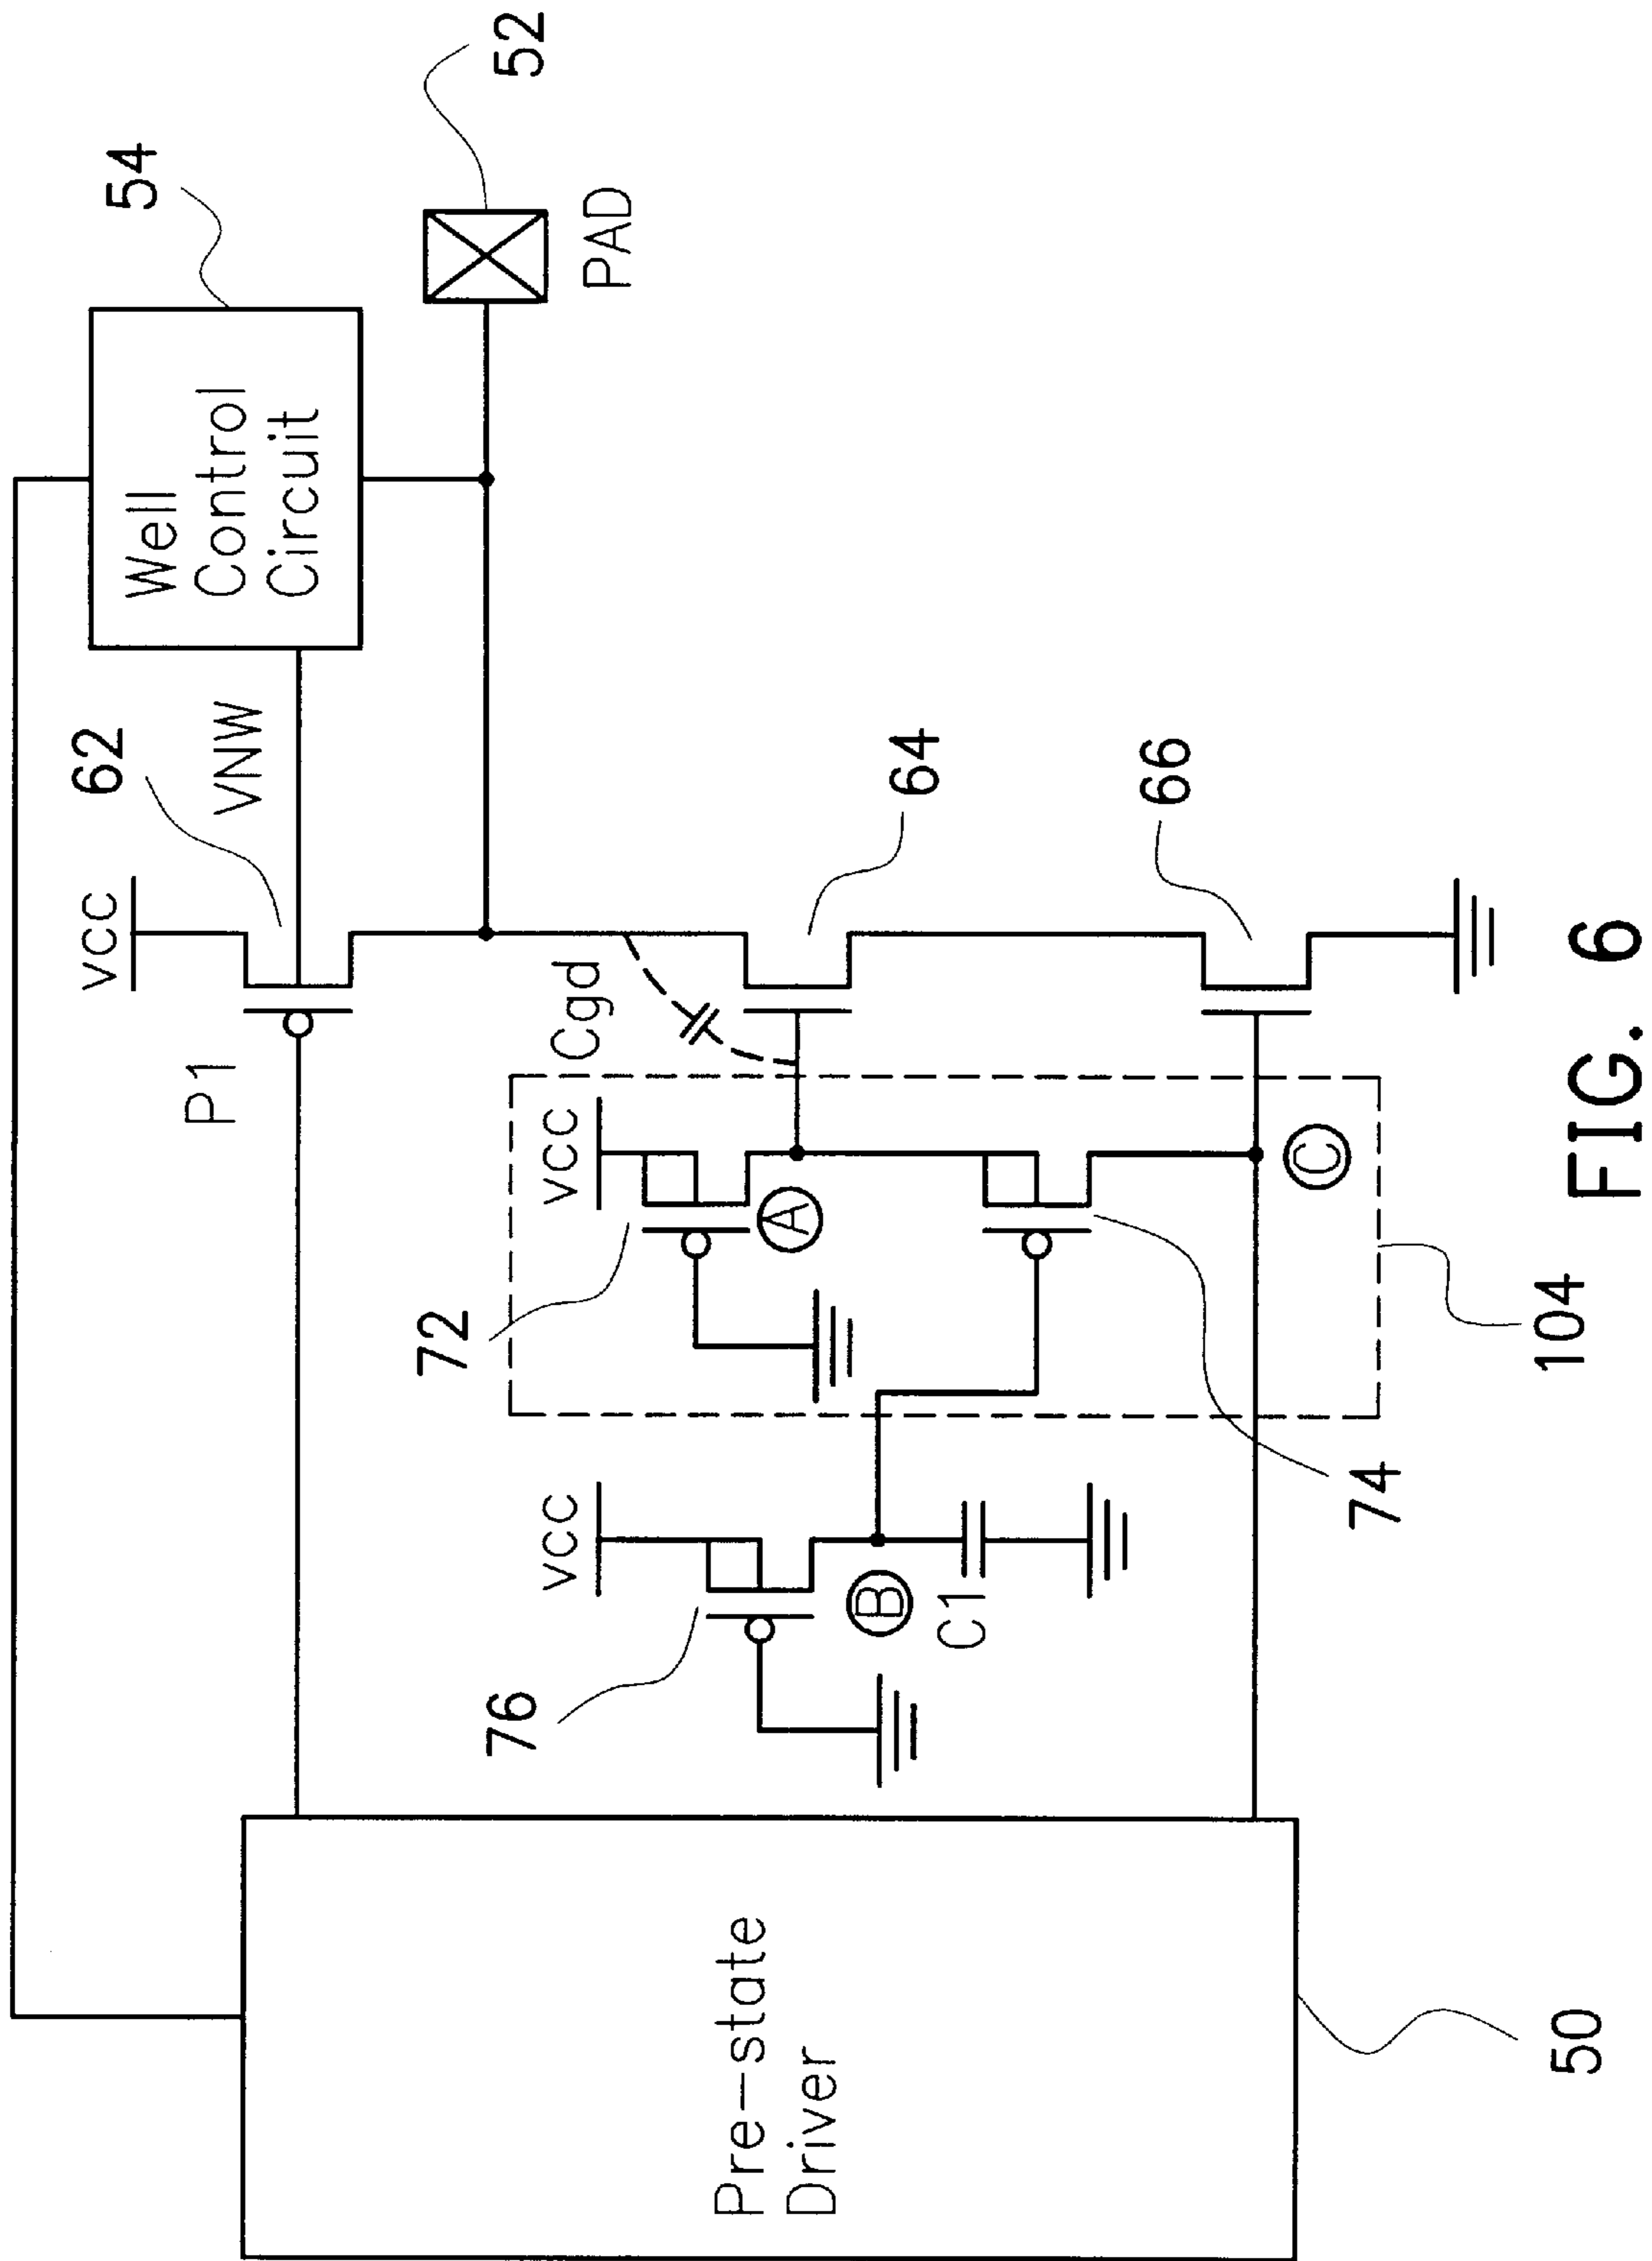 54
Well
Control
Circuit
52
PAD
62
VNW
vcc
P1
Cgd
64
66
vcc
72
A
C
104
vcc
76
B
C1
74
Pre-state
Driver
50
FIG. 6